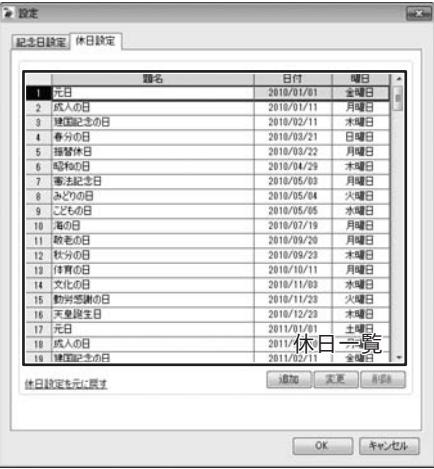 設定
記念日設定 休日設定
題名 日付 曜日
1 元日 2010/01/01 金曜日
2 成人の日 2010/01/11 月曜日
3 建国記念の日 2010/02/11 木曜日
4 春分の日 2010/03/21 日曜日
5 振替休日 2010/03/22 月曜日
6 昭和の日 2010/04/29 木曜日
7 憲法記念日 2010/05/03 月曜日
8 みどりの日 2010/05/04 火曜日
9 こどもの日 2010/05/05 水曜日
10 海の日 2010/07/19 月曜日
11 敬老の日 2010/09/20 月曜日
12 秋分の日 2010/09/23 木曜日
13 体育の日 2010/10/11 月曜日
14 文化の日 2010/11/03 水曜日
15 勤労感謝の日 2010/11/23 火曜日
16 天皇誕生日 2010/12/23 木曜日
17 元日 2011/01/01 土曜日
18 成人の日 2011/
休日一覧
19 建国記念の日 2011/02/11 金曜日
休日設定を元に戻す 追加 変更 削除
OK キャンセル